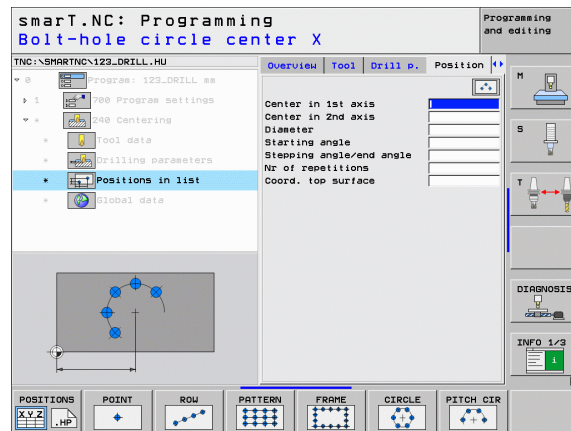 smarT.NC: Programming
Bolt-hole circle center X
Programming
and editing
TNC:\SMARTNC\123_DRILL.HU
0 Program: 123_DRILL mm
1 700 Program settings
* 240 Centering
* Tool data
* Drilling parameters
* Positions in list
* Global data
Overview Tool Drill p. Position
Center in 1st axis
Center in 2nd axis
Diameter
Starting angle
Stepping angle/end angle
Nr of repetitions
Coord. top surface
M
S
T
DIAGNOSIS
INFO 1/3
i
POSITIONS
X Y Z
.HP
POINT
ROW
PATTERN
FRAME
CIRCLE
PITCH CIR